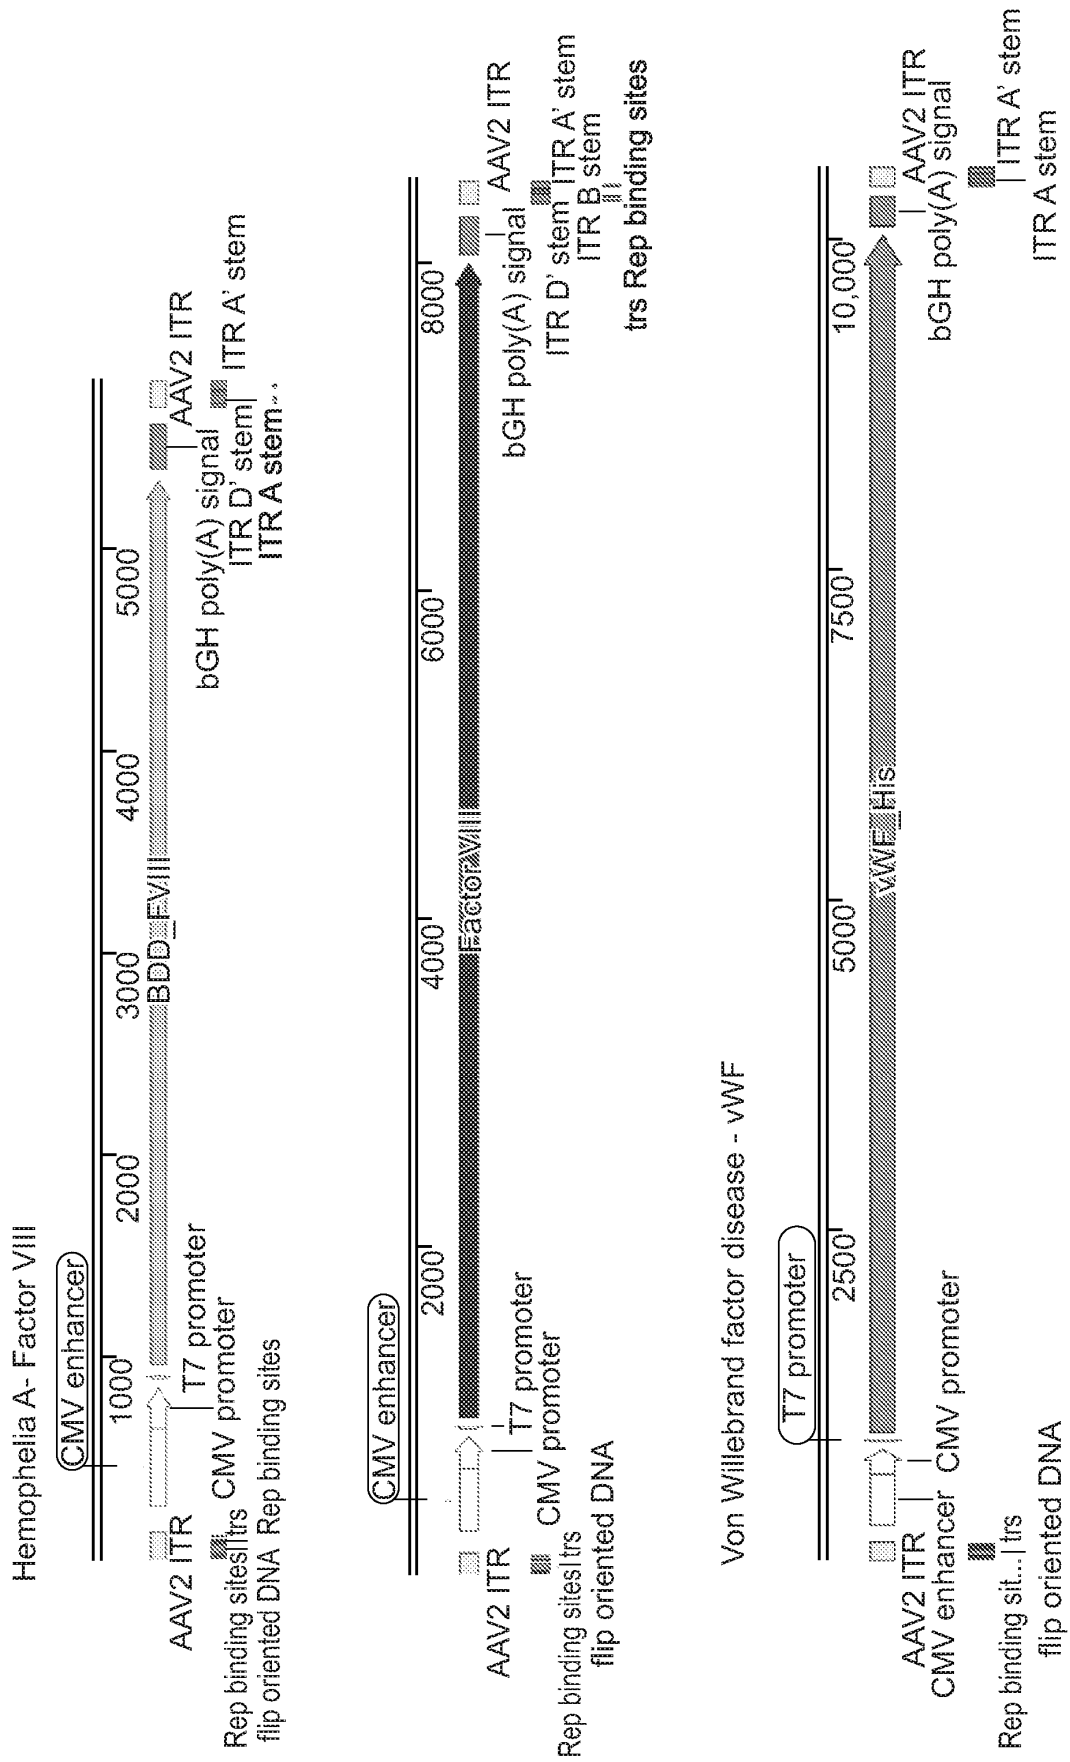 Hemophelia A- Factor VIII
CMV enhancer
1000 2000 3000 4000 5000
BDD_FVIII
AAV2 ITR
T7 promoter
CMV promoter
Rep binding sites trs
flip oriented DNA Rep binding sites
AAV2 ITR
bGH poly(A) signal
ITR D' stem ITR A' stem
ITR A stem
CMV enhancer
2000 4000 6000 8000
Factor VIII
AAV2 ITR
T7 promoter
CMV promoter
Rep binding sites trs
flip oriented DNA
AAV2 ITR
bGH poly(A) signal
ITR D' stem ITR A' stem
ITR B stem
trs Rep binding sites
Von Willebrand factor disease - vWF
T7 promoter
2500 5000 7500 10,000
vWF_His
AAV2 ITR
CMV enhancer CMV promoter
Rep binding sit... trs
flip oriented DNA
AAV2 ITR
bGH poly(A) signal
ITR A' stem
ITR A stem